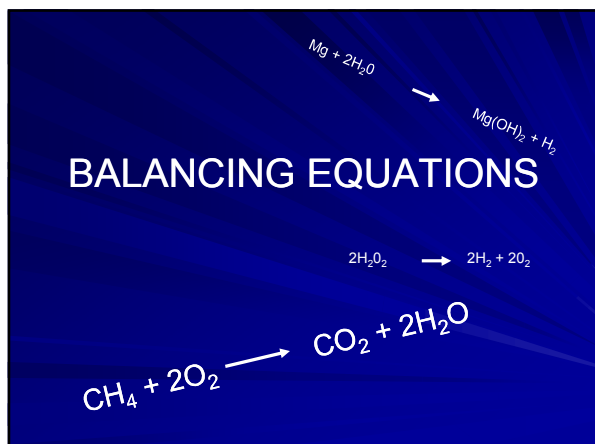 Mg + 2H₂0
Mg(OH)₂ + H₂
BALANCING EQUATIONS
2H₂0₂
2H₂ + 20₂
CO₂ + 2H₂O
CH₄ + 2O₂